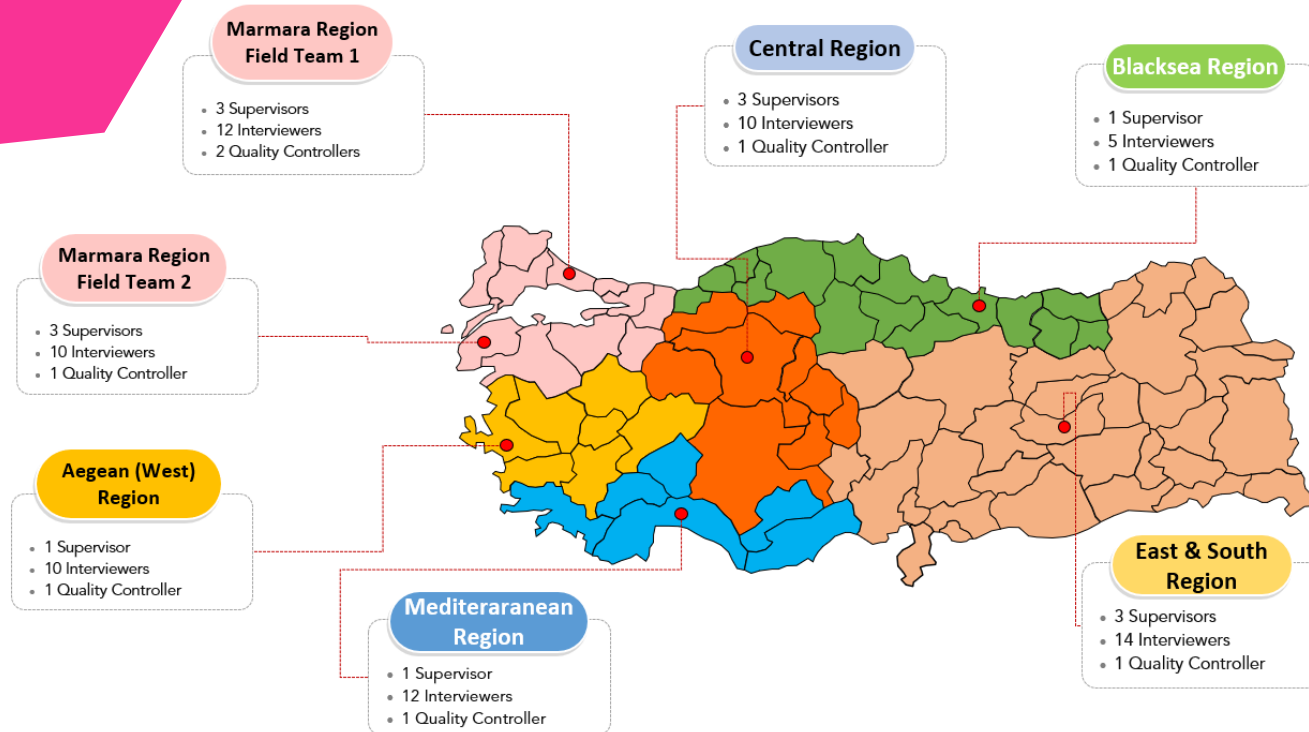 Marmara Region
Field Team 1
• 3 Supervisors
• 12 Interviewers
• 2 Quality Controllers
Central Region
• 3 Supervisors
• 10 Interviewers
• 1 Quality Controller
Blacksea Region
• 1 Supervisor
• 5 Interviewers
• 1 Quality Controller
Marmara Region
Field Team 2
• 3 Supervisors
• 10 Interviewers
• 1 Quality Controller
Aegean (West)
Region
• 1 Supervisor
• 10 Interviewers
• 1 Quality Controller
Mediteraranean
Region
• 1 Supervisor
• 12 Interviewers
• 1 Quality Controller
East & South
Region
• 3 Supervisors
• 14 Interviewers
• 1 Quality Controller